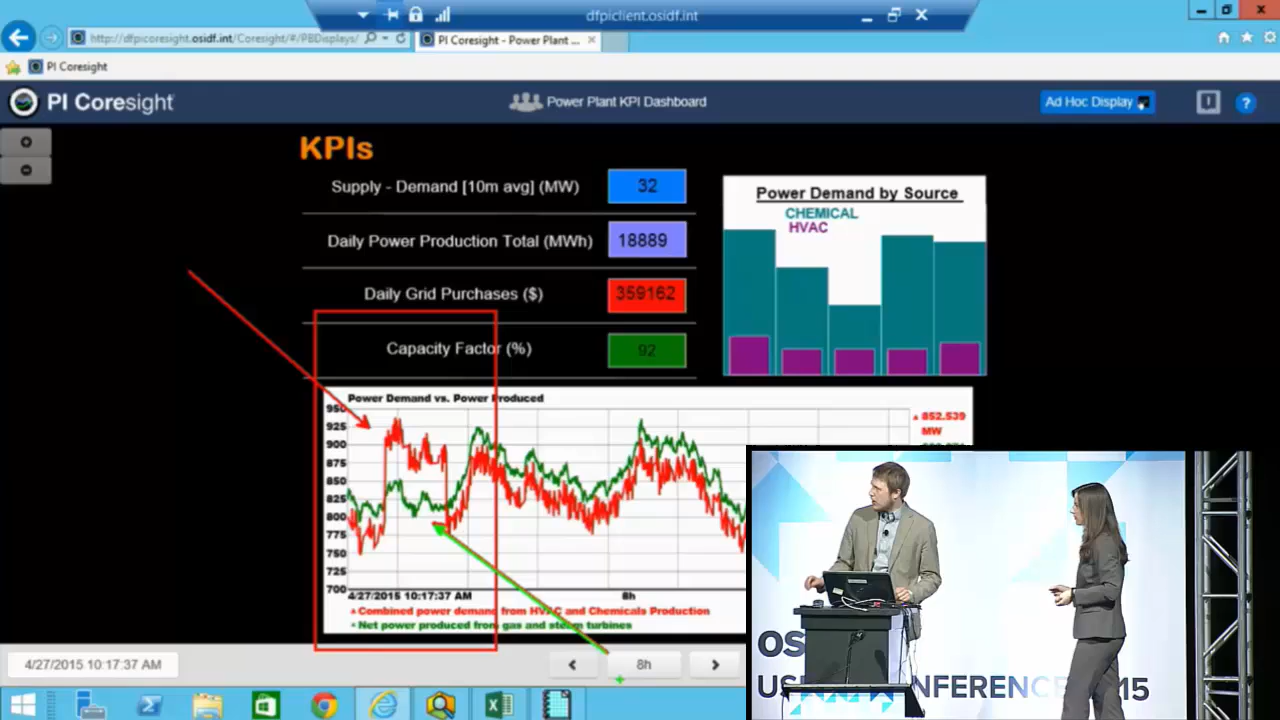 dfpiclient.osidf.int
http://dfpicoresight.osidf.int/Coresight/#/PBDisplays/
PI Coresight - Power Plant ...
PI Coresight
PI Coresight
Power Plant KPI Dashboard
Ad Hoc Display
?
KPIs
Supply - Demand [10m avg] (MW) 32
Daily Power Production Total (MWh) 18889
Daily Grid Purchases ($) 359162
Capacity Factor (%) 92
Power Demand by Source
CHEMICAL
HVAC
Power Demand vs. Power Produced
950
925
900
875
850
825
800
775
750
725
700
852.539
MW
4/27/2015 10:17:37 AM 8h
Combined power demand from HVAC and Chemicals Production
Net power produced from gas and steam turbines
4/27/2015 10:17:37 AM
8h
OS
US NFERENCE 15